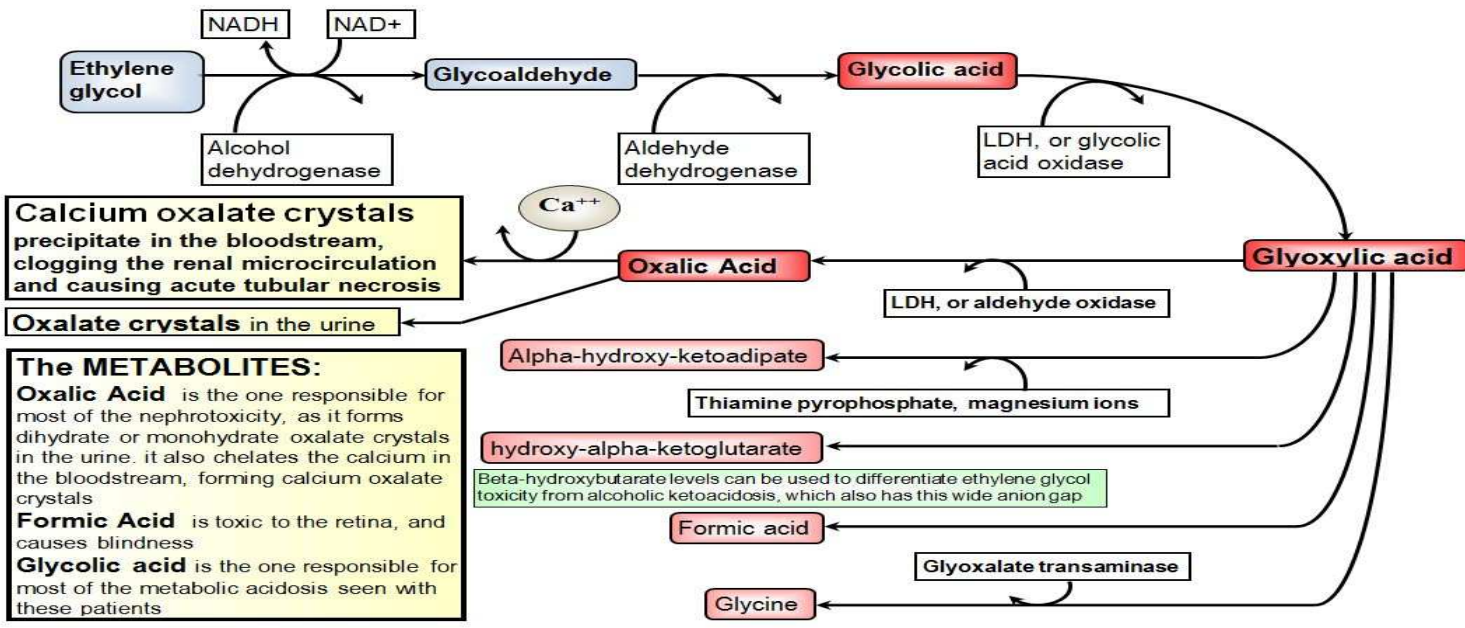 NADH
NAD+
Ethylene
glycol
Glycoaldehyde
Glycolic acid
Alcohol
dehydrogenase
Aldehyde
dehydrogenase
LDH, or glycolic
acid oxidase
Calcium oxalate crystals
precipitate in the bloodstream,
clogging the renal microcirculation
and causing acute tubular necrosis
Ca++
Oxalic Acid
Glyoxylic acid
LDH, or aldehyde oxidase
Oxalate crystals in the urine
The METABOLITES:
Oxalic Acid is the one responsible for
most of the nephrotoxicity, as it forms
dihydrate or monohydrate oxalate crystals
in the urine. it also chelates the calcium in
the bloodstream, forming calcium oxalate
crystals
Formic Acid is toxic to the retina, and
causes blindness
Glycolic acid is the one responsible for
most of the metabolic acidosis seen with
these patients
Alpha-hydroxy-ketoadipate
Thiamine pyrophosphate, magnesium ions
hydroxy-alpha-ketoglutarate
Beta-hydroxybutarate levels can be used to differentiate ethylene glycol
toxicity from alcoholic ketoacidosis, which also has this wide anion gap
Formic acid
Glyoxalate transaminase
Glycine